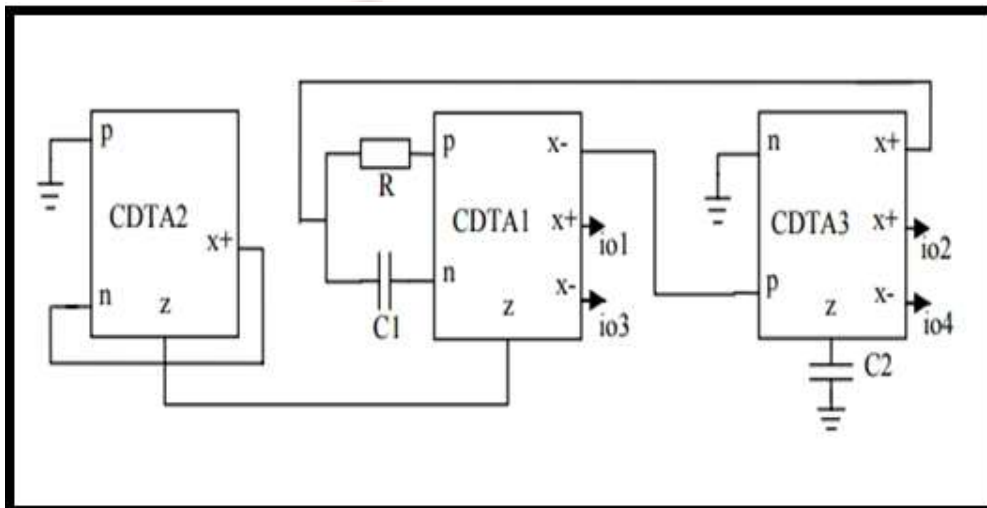 p
CDTA2
x+
n
z
p
x-
R
CDTA1
x+
io1
n
x-
C1
z
io3
n
x+
CDTA3
x+
io2
p
x-
z
io4
C2